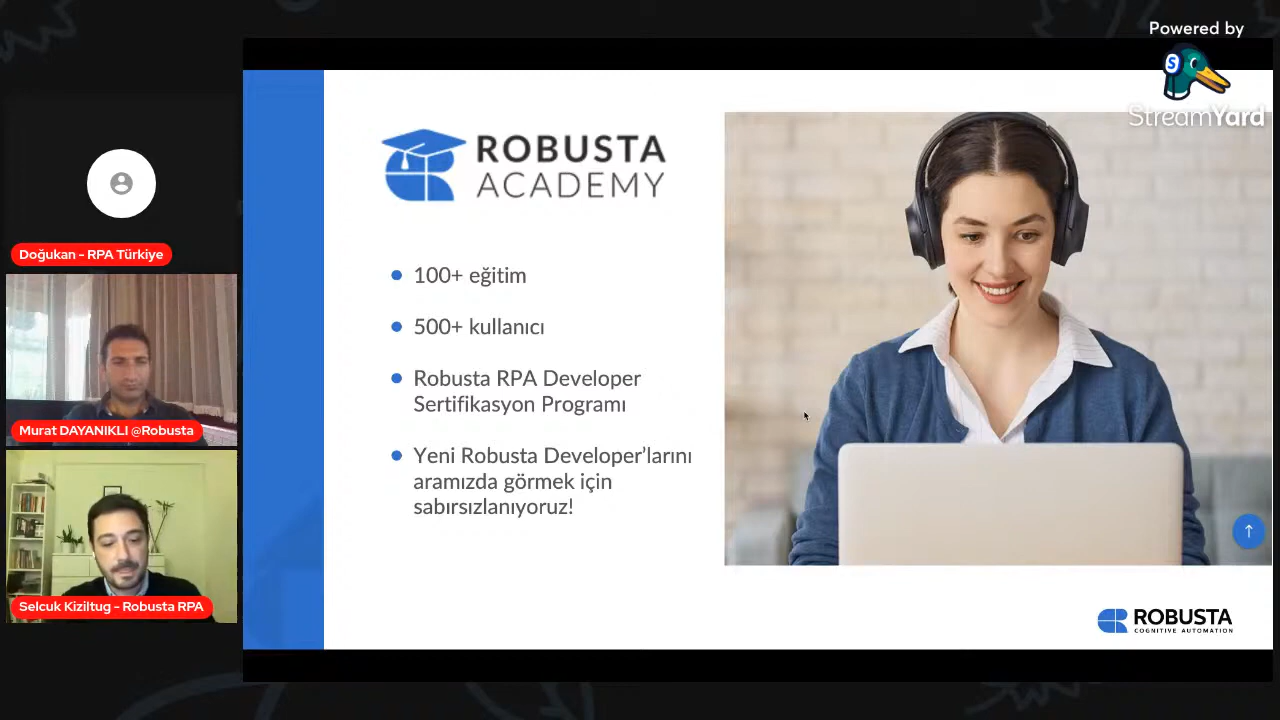 Powered by
StreamYard
Doğukan - RPA Türkiye
Murat DAYANIKLI @Robusta
Selcuk Kiziltug - Robusta RPA
ROBUSTA
ACADEMY
100+ eğitim
500+ kullanıcı
Robusta RPA Developer
Sertifikasyon Programı
Yeni Robusta Developer’larını
aramızda görmek için
sabırsızlanıyoruz!
ROBUSTA
COGNITIVE AUTOMATION